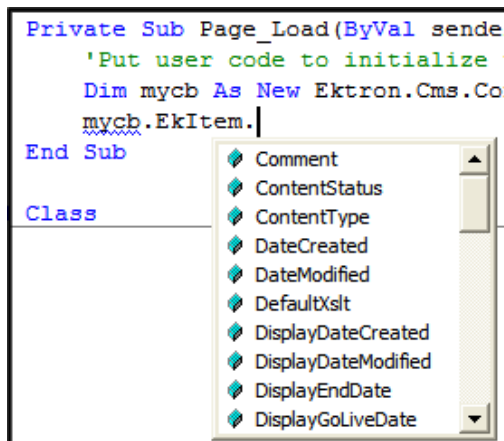 Private Sub Page_Load(ByVal sende
'Put user code to initialize
Dim mycb As New Ektron.Cms.Co
mycb.EkItem.
End Sub
Comment
ContentStatus
ContentType
DateCreated
DateModified
DefaultXslt
DisplayDateCreated
DisplayDateModified
DisplayEndDate
DisplayGoLiveDate
Class